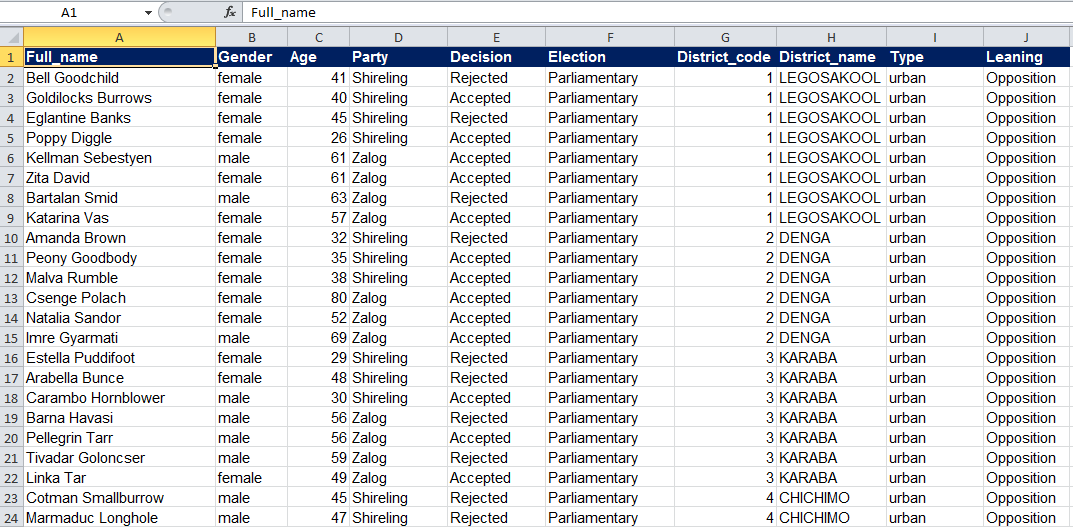 A1 fx Full_name
A B C D E F G H I J
1 Full_name Gender Age Party Decision Election District_code District_name Type Leaning
2 Bell Goodchild female 41 Shireling Rejected Parliamentary 1 LEGOSAKOOL urban Opposition
3 Goldilocks Burrows female 40 Shireling Accepted Parliamentary 1 LEGOSAKOOL urban Opposition
4 Eglantine Banks female 45 Shireling Rejected Parliamentary 1 LEGOSAKOOL urban Opposition
5 Poppy Diggle female 26 Shireling Accepted Parliamentary 1 LEGOSAKOOL urban Opposition
6 Kellman Sebestyen male 61 Zalog Accepted Parliamentary 1 LEGOSAKOOL urban Opposition
7 Zita David female 61 Zalog Accepted Parliamentary 1 LEGOSAKOOL urban Opposition
8 Bartalan Smid male 63 Zalog Rejected Parliamentary 1 LEGOSAKOOL urban Opposition
9 Katarina Vas female 57 Zalog Accepted Parliamentary 1 LEGOSAKOOL urban Opposition
10 Amanda Brown female 32 Shireling Rejected Parliamentary 2 DENGA urban Opposition
11 Peony Goodbody female 35 Shireling Accepted Parliamentary 2 DENGA urban Opposition
12 Malva Rumble female 38 Shireling Accepted Parliamentary 2 DENGA urban Opposition
13 Csenge Polach female 80 Zalog Accepted Parliamentary 2 DENGA urban Opposition
14 Natalia Sandor female 52 Zalog Accepted Parliamentary 2 DENGA urban Opposition
15 Imre Gyarmati male 69 Zalog Accepted Parliamentary 2 DENGA urban Opposition
16 Estella Puddifoot female 29 Shireling Rejected Parliamentary 3 KARABA urban Opposition
17 Arabella Bunce female 48 Shireling Rejected Parliamentary 3 KARABA urban Opposition
18 Carambo Hornblower male 30 Shireling Accepted Parliamentary 3 KARABA urban Opposition
19 Barna Havasi male 56 Zalog Rejected Parliamentary 3 KARABA urban Opposition
20 Pellegrin Tarr male 56 Zalog Accepted Parliamentary 3 KARABA urban Opposition
21 Tivadar Goloncser male 59 Zalog Rejected Parliamentary 3 KARABA urban Opposition
22 Linka Tar female 49 Zalog Accepted Parliamentary 3 KARABA urban Opposition
23 Cotman Smallburrow male 45 Shireling Rejected Parliamentary 4 CHICHIMO urban Opposition
24 Marmaduc Longhole male 47 Shireling Rejected Parliamentary 4 CHICHIMO urban Opposition